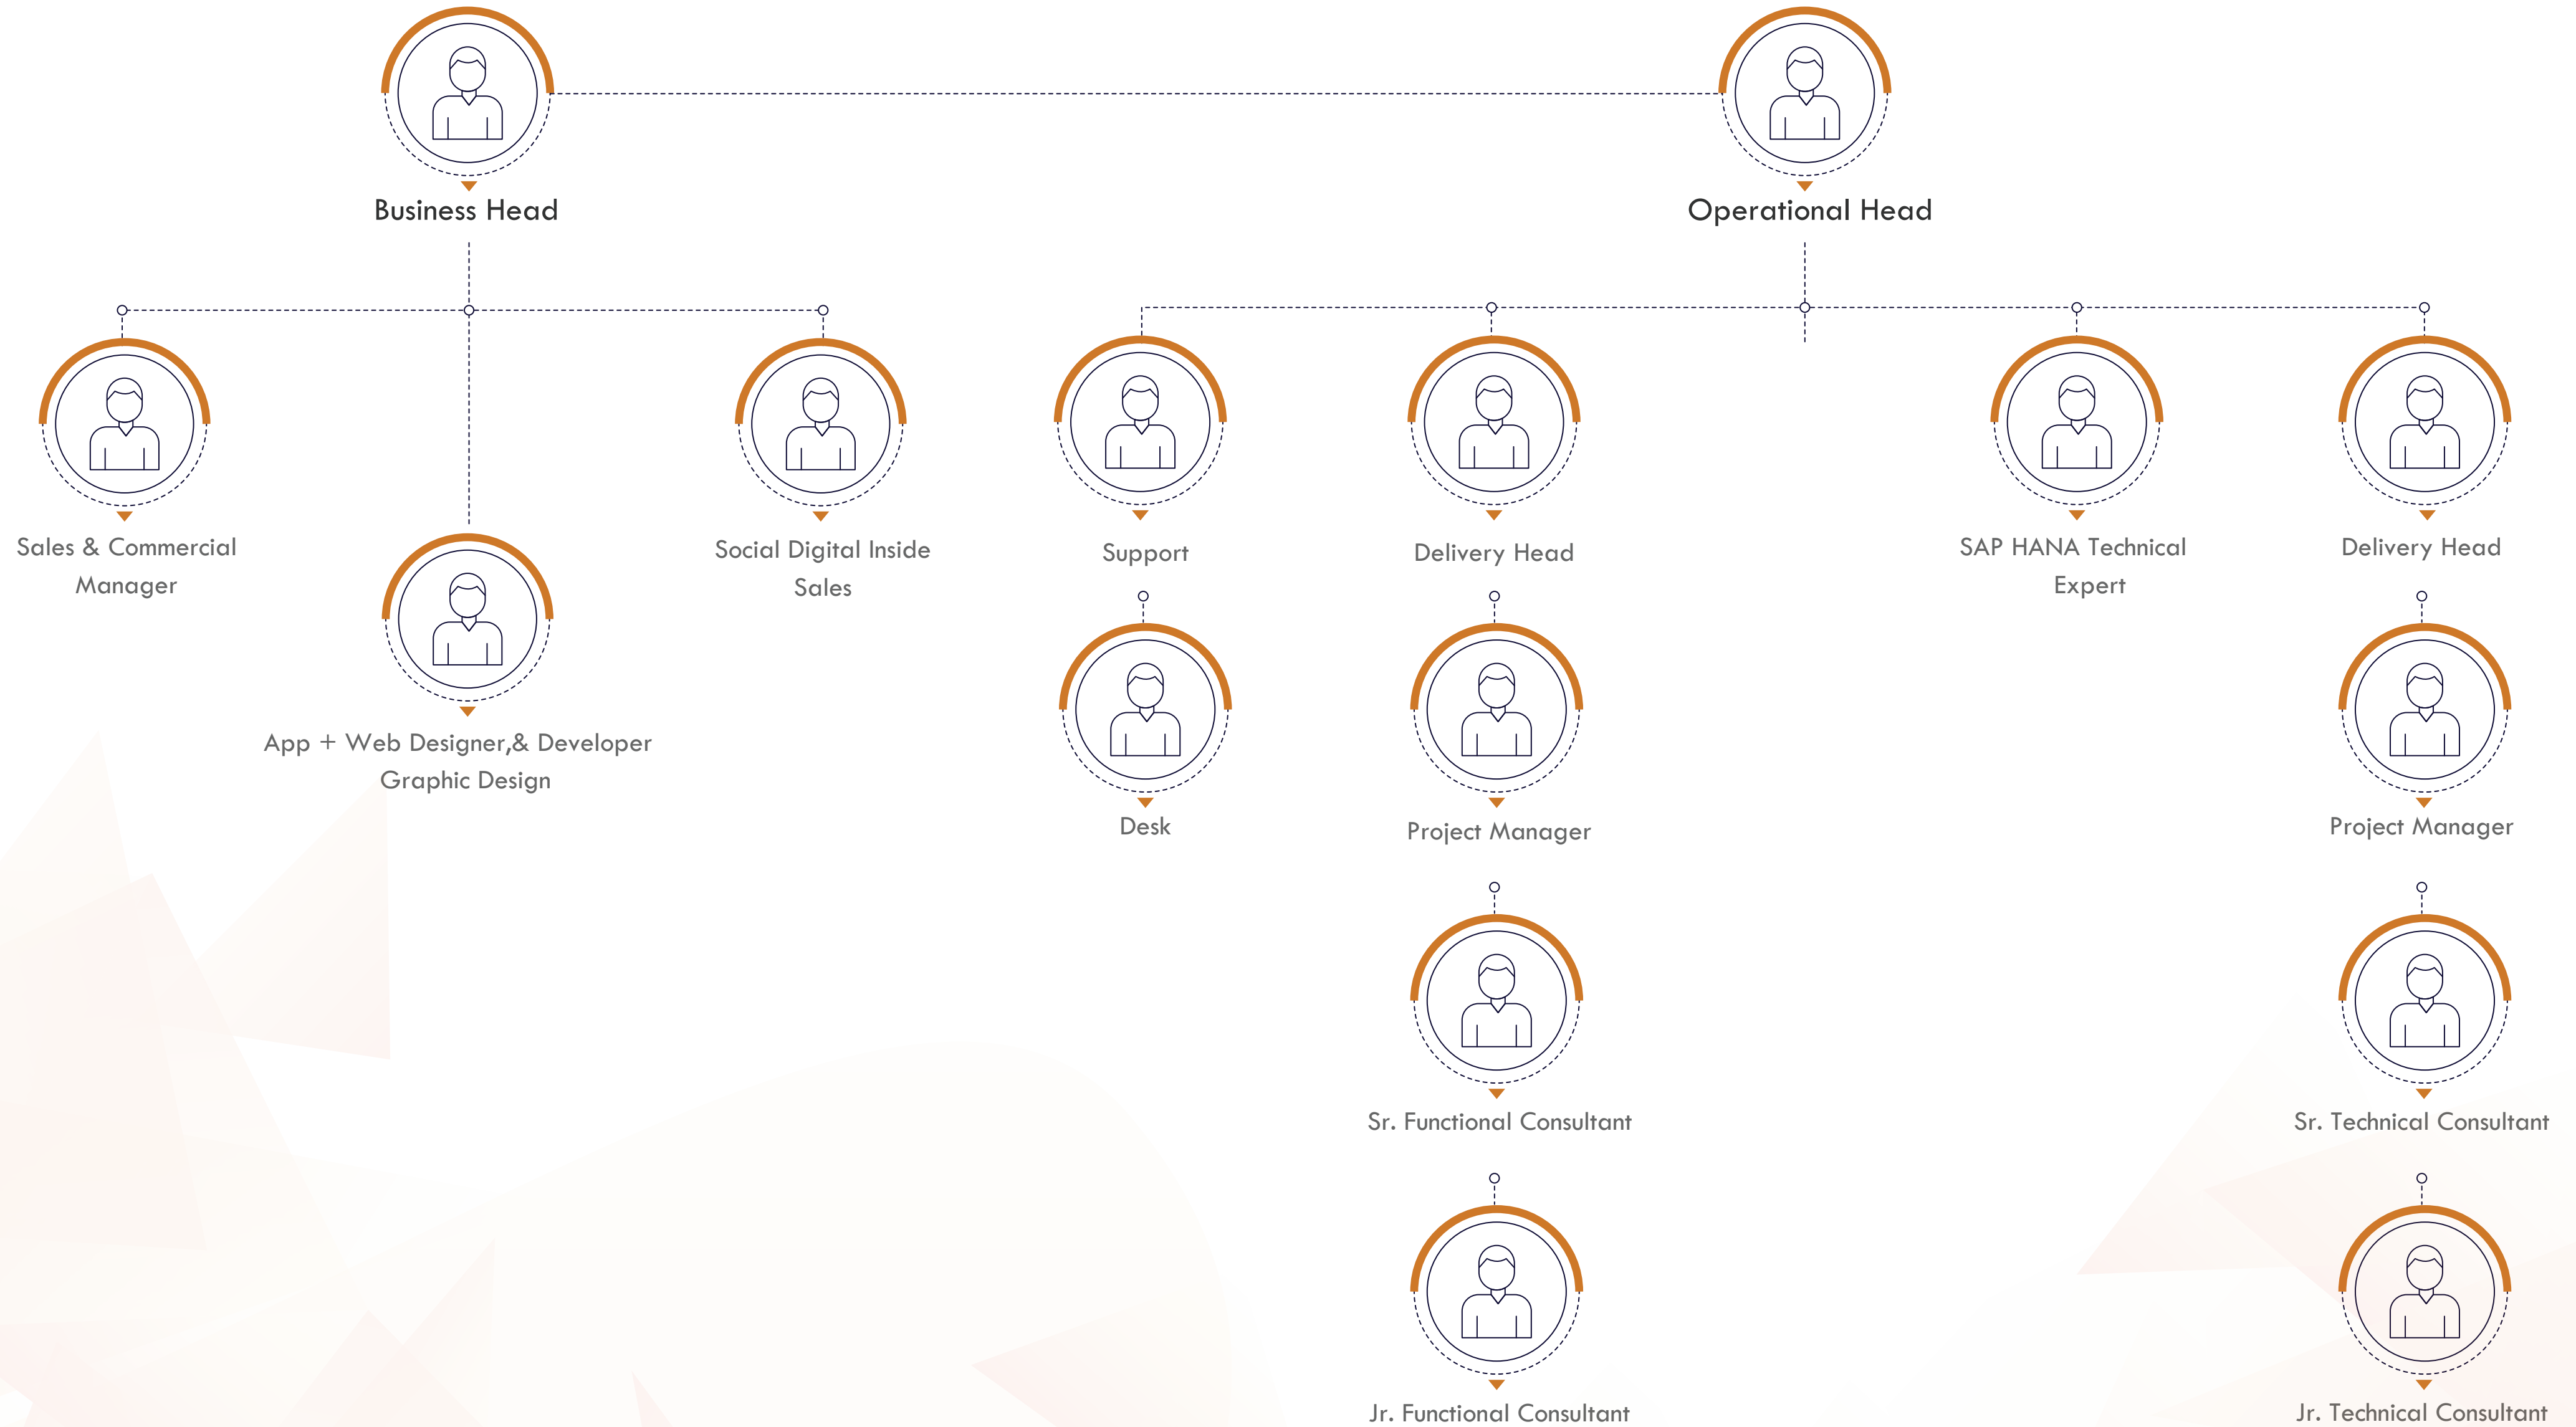 Business Head
Operational Head
Sales & Commercial
Manager
Social Digital Inside
Sales
Support
Delivery Head
SAP HANA Technical
Expert
Delivery Head
App + Web Designer,& Developer
Graphic Design
Desk
Project Manager
Project Manager
Sr. Functional Consultant
Sr. Technical Consultant
Jr. Functional Consultant
Jr. Technical Consultant